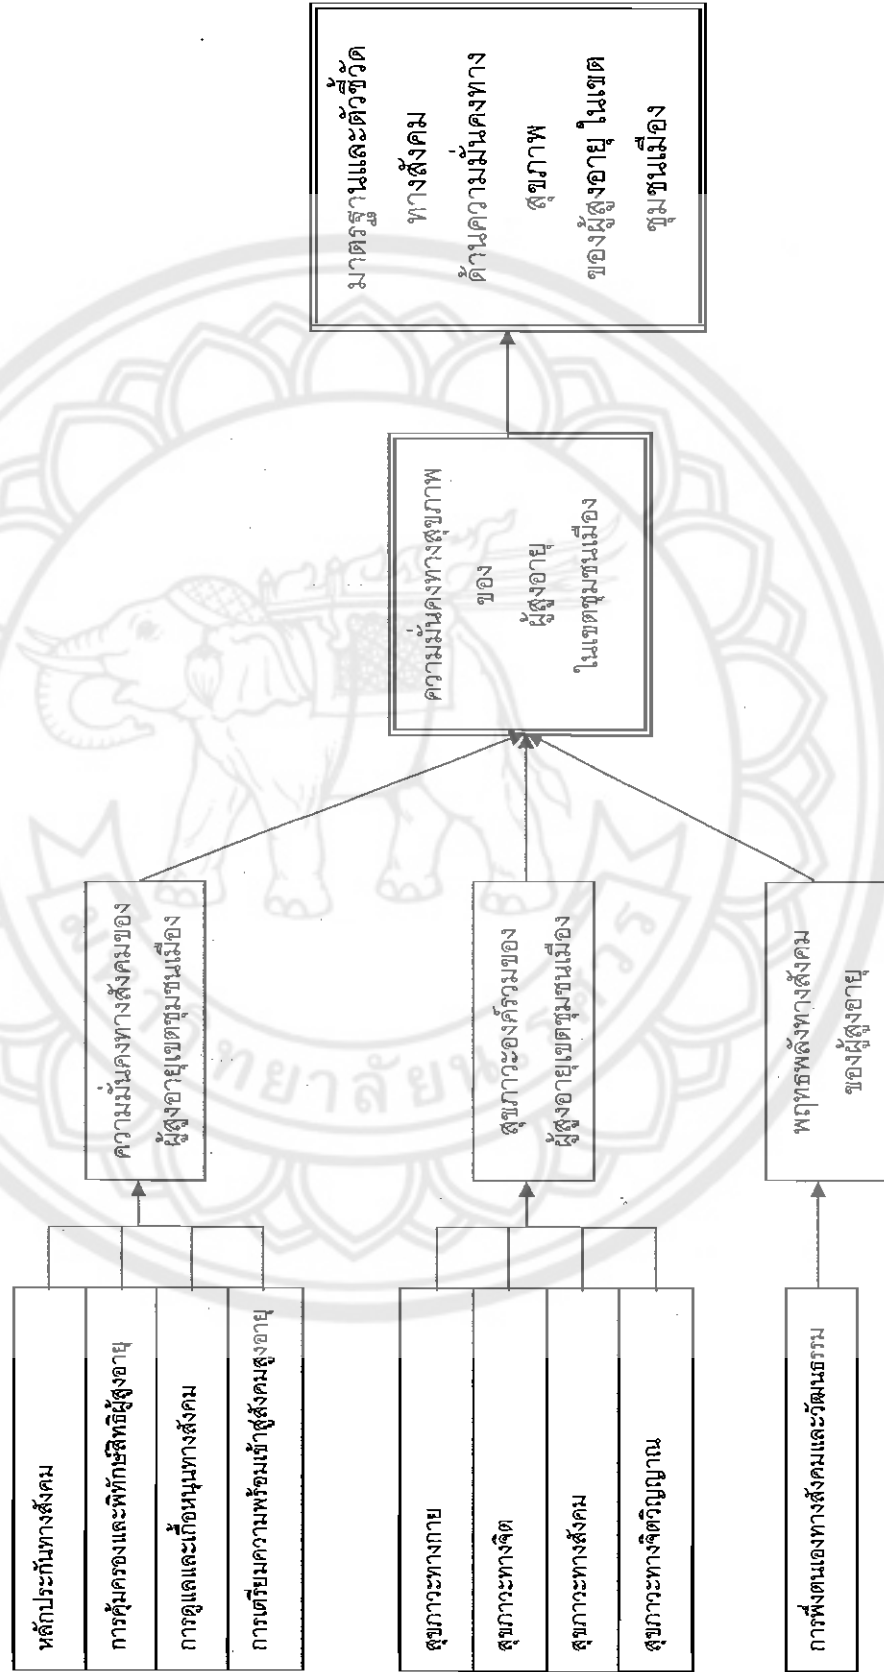 หลักประกันทางสังคม
การคุ้มครองและพิทักษ์สิทธิผู้สูงอายุ
การดูแลและเกื้อหนุนทางสังคม
การเตรียมความพร้อมเข้าสู่สังคมสูงอายุ
สุขภาวะทางกาย
สุขภาวะทางจิต
สุขภาวะทางสังคม
สุขภาวะทางจิตวิญญาณ
การพึ่งตนเองทางสังคมและวัฒนธรรม
ความมั่นคงทางสังคมของ
ผู้สูงอายุเขตชุมชนเมือง
สุขภาวะองค์รวมของ
ผู้สูงอายุเขตชุมชนเมือง
พฤทธพลังทางสังคม
ของผู้สูงอายุ
ความมั่นคงทางสุขภาพ
ของ
ผู้สูงอายุ
ในเขตชุมชนเมือง
มาตรฐานและตัวชี้วัด
ทางสังคม
ด้านความมั่นคงทาง
สุขภาพ
ของผู้สูงอายุ ในเขต
ชุมชนเมือง